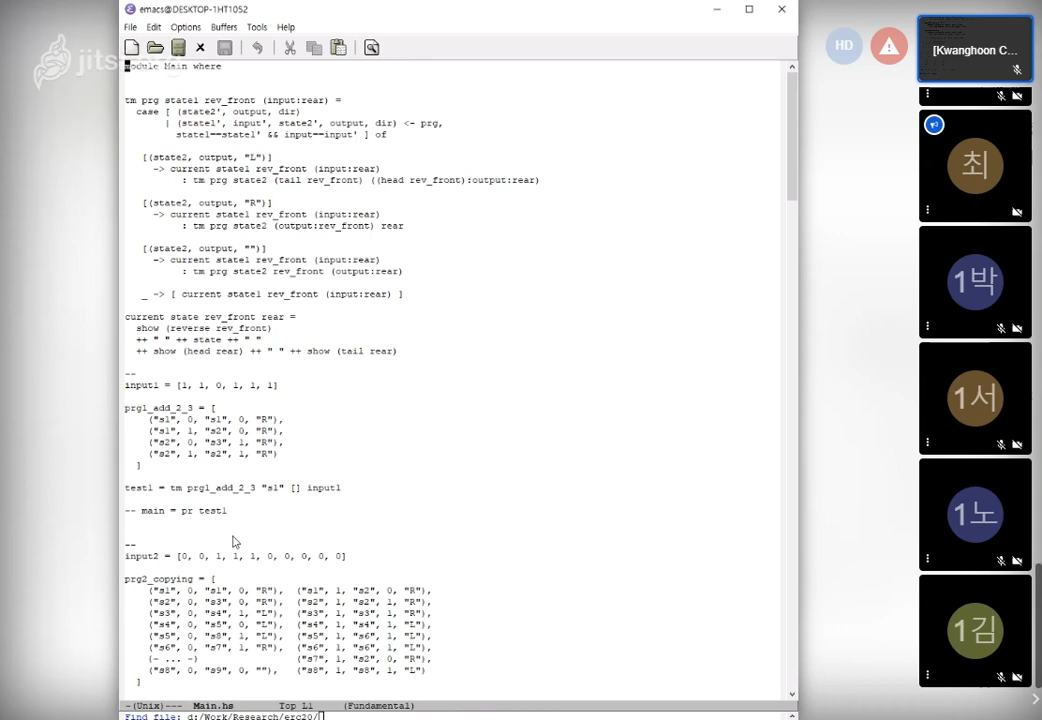 emacs@DESKTOP-1HT1052
File Edit Options Buffers Tools Help
module Main where
tm prg state1 rev_front (input:rear) =
case [ (state2', output, dir)
| (state1', input', state2', output, dir) <- prg,
state1==state1' && input==input' ] of
[(state2, output, "L")]
-> current state1 rev_front (input:rear)
: tm prg state2 (tail rev_front) ((head rev_front):output:rear)
[(state2, output, "R")]
-> current state1 rev_front (input:rear)
: tm prg state2 (output:rev_front) rear
[(state2, output, "")]
-> current state1 rev_front (input:rear)
: tm prg state2 rev_front (output:rear)
_ -> [ current state1 rev_front (input:rear) ]
current state rev_front rear =
show (reverse rev_front)
++ " " ++ state ++ " "
++ show (head rear) ++ " " ++ show (tail rear)
--
input1 = [1, 1, 0, 1, 1, 1]
prg1_add_2_3 = [
("s1", 0, "s1", 0, "R"),
("s1", 1, "s2", 0, "R"),
("s2", 0, "s3", 1, "R"),
("s2", 1, "s2", 1, "R")
]
test1 = tm prg1_add_2_3 "s1" [] input1
-- main = pr test1
--
input2 = [0, 0, 1, 1, 1, 0, 0, 0, 0, 0]
prg2_copying = [
("s1", 0, "s1", 0, "R"), ("s1", 1, "s2", 0, "R"),
("s2", 0, "s3", 0, "R"), ("s2", 1, "s2", 1, "R"),
("s3", 0, "s4", 1, "L"), ("s3", 1, "s3", 1, "R"),
("s4", 0, "s5", 0, "L"), ("s4", 1, "s4", 1, "L"),
("s5", 0, "s8", 1, "L"), ("s5", 1, "s6", 1, "L"),
("s6", 0, "s7", 1, "R"), ("s6", 1, "s6", 1, "L"),
(- ... -) ("s7", 1, "s2", 0, "R"),
("s8", 0, "s9", 0, ""), ("s8", 1, "s8", 1, "L")
]
-(Unix)--- Main.hs Top L1 (Fundamental)
Find file: d:/Work/Research/erc20/
jits
HD
[Kwanghoon C...
최
1박
1서
1노
1김